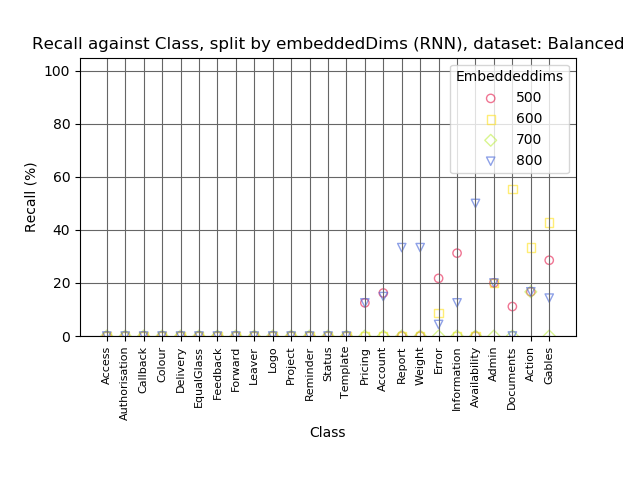 Recall against Class, split by embeddedDims (RNN), dataset: Balanced
Embeddeddims
500
600
700
800
100
80
60
40
20
0
Recall (%)
Access
Authorisation
Callback
Colour
Delivery
EqualGlass
Feedback
Forward
Leaver
Logo
Project
Reminder
Status
Template
Pricing
Account
Report
Weight
Error
Information
Availability
Admin
Documents
Action
Gables
Class